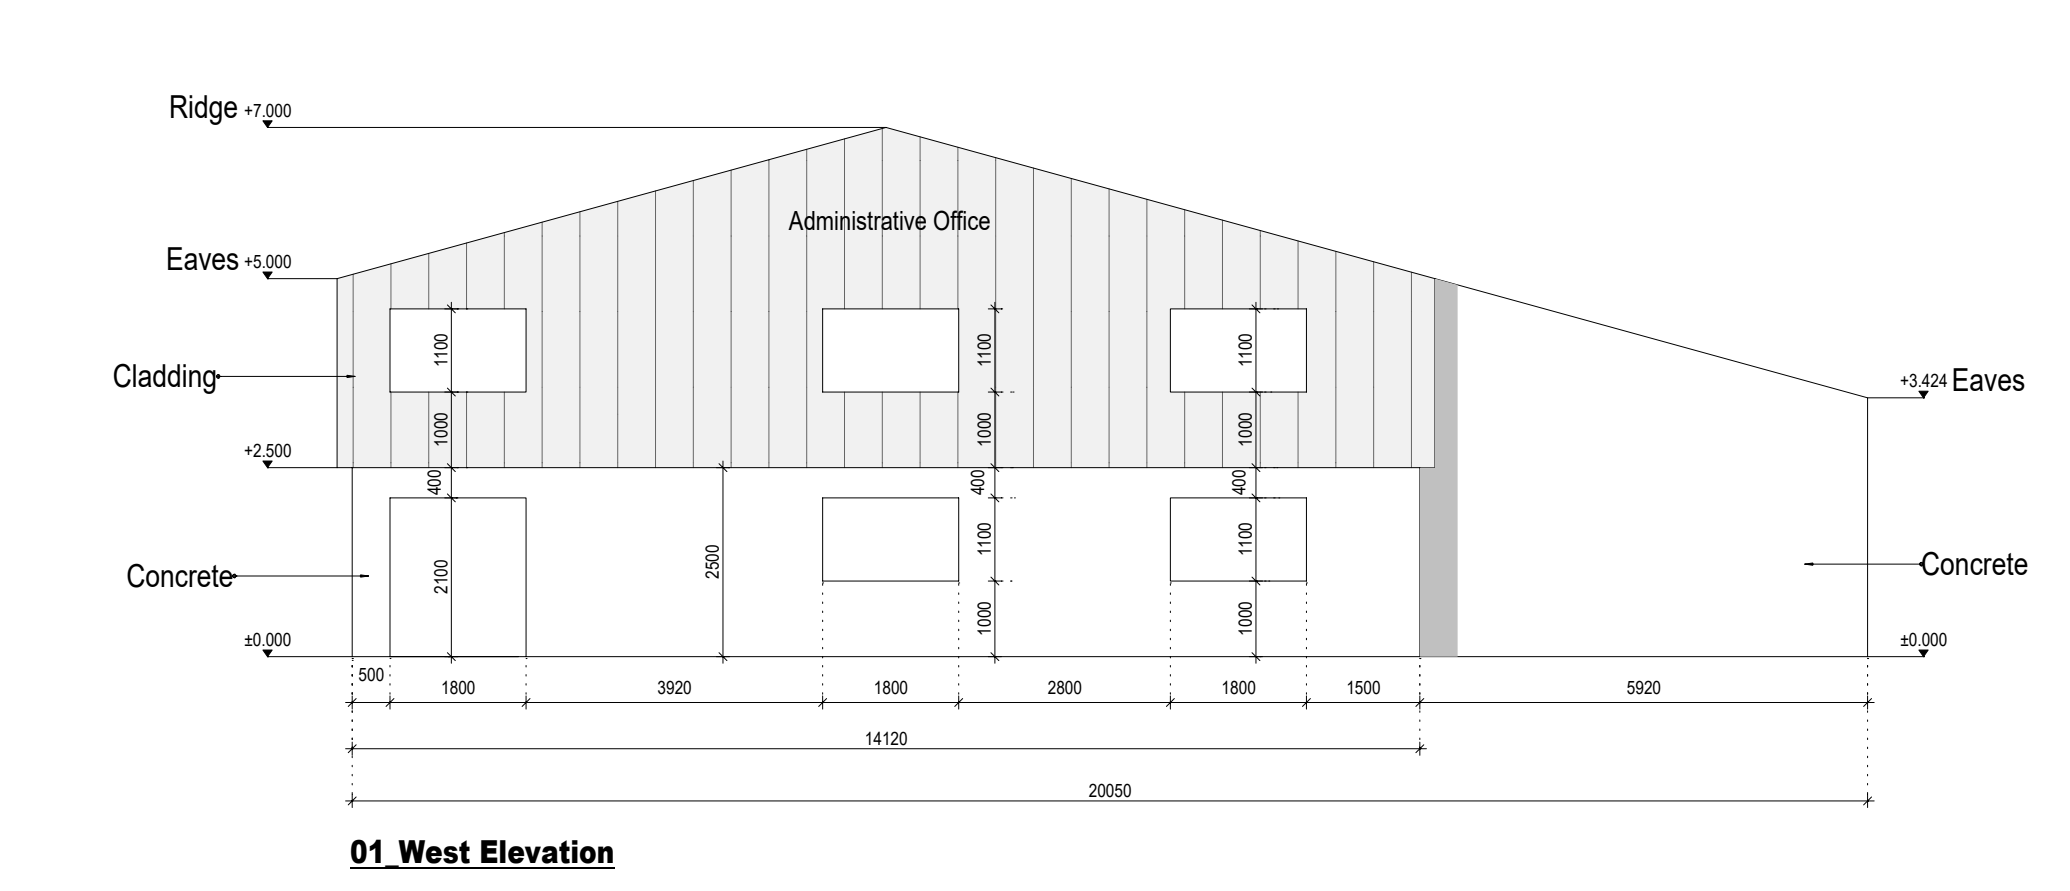 Ridge +7.000
Administrative Office
Eaves +5.000
1100 1100 1100
Cladding
+3.424 Eaves
1000 1000 1000
+2.500
400 400 400
1100 1100
2500
2100
Concrete
Concrete
1000 1000
±0.000 ±0.000
500
1800 3920 1800 2800 1800 1500 5920
14120
20050
01_West Elevation